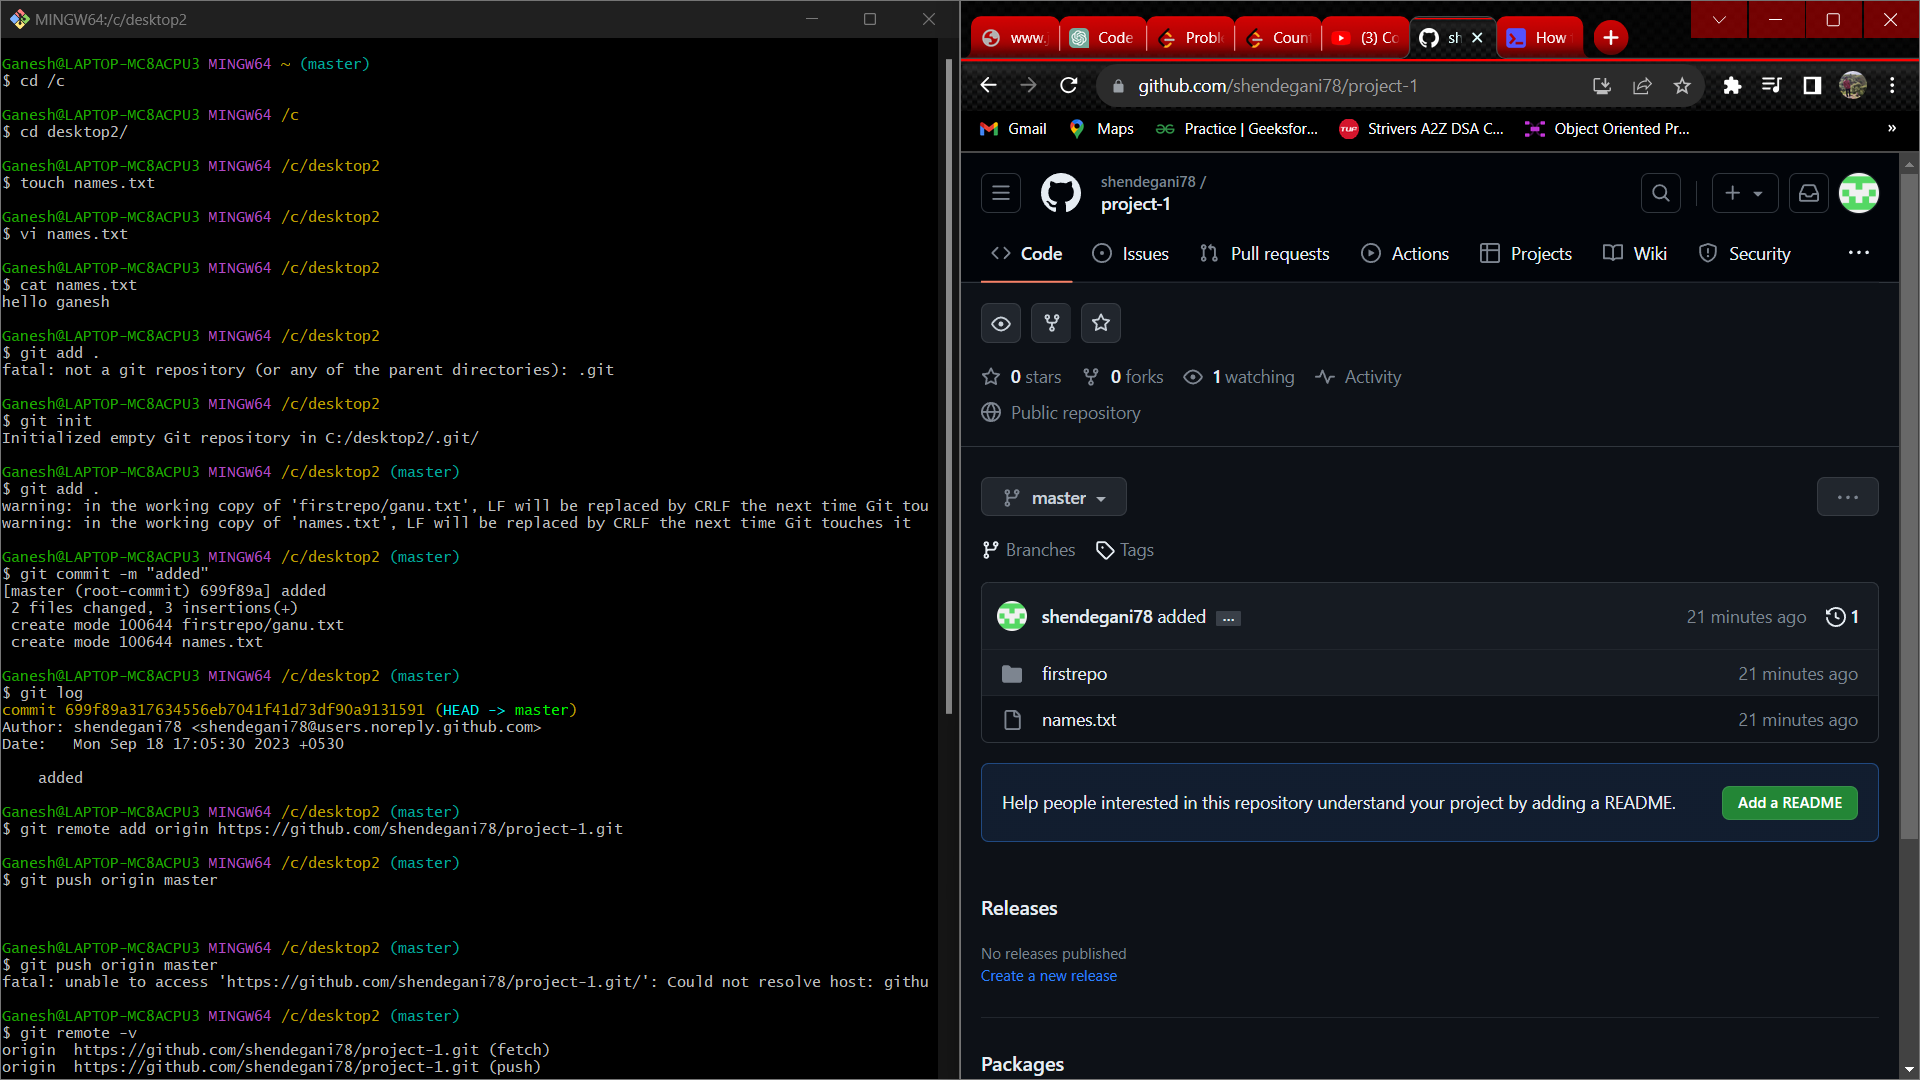 MINGW64:/c/desktop2
Ganesh@LAPTOP-MC8ACPU3 MINGW64 ~ (master)
$ cd /c
Ganesh@LAPTOP-MC8ACPU3 MINGW64 /c
$ cd desktop2/
Ganesh@LAPTOP-MC8ACPU3 MINGW64 /c/desktop2
$ touch names.txt
Ganesh@LAPTOP-MC8ACPU3 MINGW64 /c/desktop2
$ vi names.txt
Ganesh@LAPTOP-MC8ACPU3 MINGW64 /c/desktop2
$ cat names.txt
hello ganesh
Ganesh@LAPTOP-MC8ACPU3 MINGW64 /c/desktop2
$ git add .
fatal: not a git repository (or any of the parent directories): .git
Ganesh@LAPTOP-MC8ACPU3 MINGW64 /c/desktop2
$ git init
Initialized empty Git repository in C:/desktop2/.git/
Ganesh@LAPTOP-MC8ACPU3 MINGW64 /c/desktop2 (master)
$ git add .
warning: in the working copy of 'firstrepo/ganu.txt', LF will be replaced by CRLF the next time Git tou
warning: in the working copy of 'names.txt', LF will be replaced by CRLF the next time Git touches it
Ganesh@LAPTOP-MC8ACPU3 MINGW64 /c/desktop2 (master)
$ git commit -m "added"
[master (root-commit) 699f89a] added
2 files changed, 3 insertions(+)
create mode 100644 firstrepo/ganu.txt
create mode 100644 names.txt
Ganesh@LAPTOP-MC8ACPU3 MINGW64 /c/desktop2 (master)
$ git log
commit 699f89a317634556eb7041f41d73df90a9131591 (HEAD -> master)
Author: shendegani78 <shendegani78@users.noreply.github.com>
Date:   Mon Sep 18 17:05:30 2023 +0530
added
Ganesh@LAPTOP-MC8ACPU3 MINGW64 /c/desktop2 (master)
$ git remote add origin https://github.com/shendegani78/project-1.git
Ganesh@LAPTOP-MC8ACPU3 MINGW64 /c/desktop2 (master)
$ git push origin master
Ganesh@LAPTOP-MC8ACPU3 MINGW64 /c/desktop2 (master)
$ git push origin master
fatal: unable to access 'https://github.com/shendegani78/project-1.git/': Could not resolve host: githu
Ganesh@LAPTOP-MC8ACPU3 MINGW64 /c/desktop2 (master)
$ git remote -v
origin  https://github.com/shendegani78/project-1.git (fetch)
origin  https://github.com/shendegani78/project-1.git (push)
www. Code Proble Count (3) Co sh How
github.com/shendegani78/project-1
Gmail Maps Practice | Geeksfor... TUF Strivers A2Z DSA C... Object Oriented Pr... »
shendegani78 /
project-1
Code Issues Pull requests Actions Projects Wiki Security ...
0 stars 0 forks 1 watching Activity
Public repository
master ...
Branches Tags
shendegani78 added ... 21 minutes ago 1
firstrepo 21 minutes ago
names.txt 21 minutes ago
Help people interested in this repository understand your project by adding a README. Add a README
Releases
No releases published
Create a new release
Packages